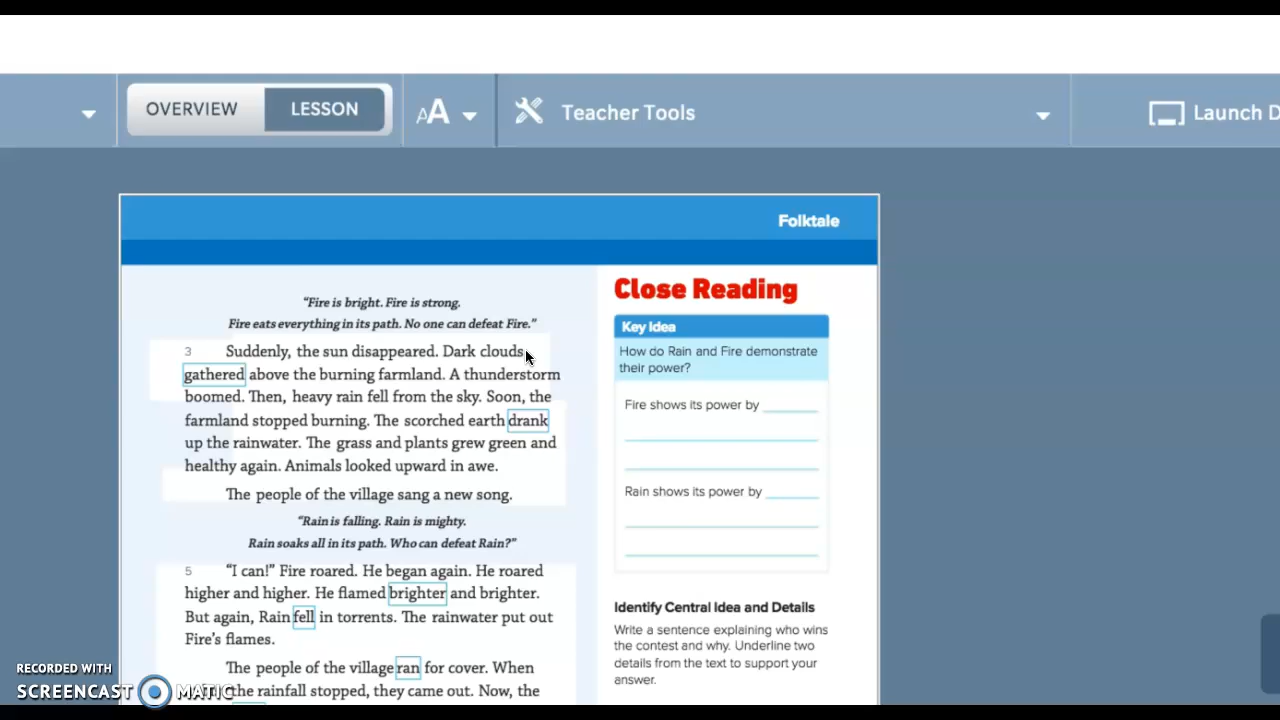 OVERVIEW
LESSON
AA
Teacher Tools
Launch D
Folktale
"Fire is bright. Fire is strong.
Fire eats everything in its path. No one can defeat Fire."
3 Suddenly, the sun disappeared. Dark clouds
gathered above the burning farmland. A thunderstorm
boomed. Then, heavy rain fell from the sky. Soon, the
farmland stopped burning. The scorched earth drank
up the rainwater. The grass and plants grew green and
healthy again. Animals looked upward in awe.
The people of the village sang a new song.
"Rain is falling. Rain is mighty.
Rain soaks all in its path. Who can defeat Rain?"
5 "I can!" Fire roared. He began again. He roared
higher and higher. He flamed brighter and brighter.
But again, Rain fell in torrents. The rainwater put out
Fire's flames.
The people of the village ran for cover. When
the rainfall stopped, they came out. Now, the
Close Reading
Key Idea
How do Rain and Fire demonstrate
their power?
Fire shows its power by
Rain shows its power by
Identify Central Idea and Details
Write a sentence explaining who wins
the contest and why. Underline two
details from the text to support your
answer.
RECORDED WITH
SCREENCAST MATIC